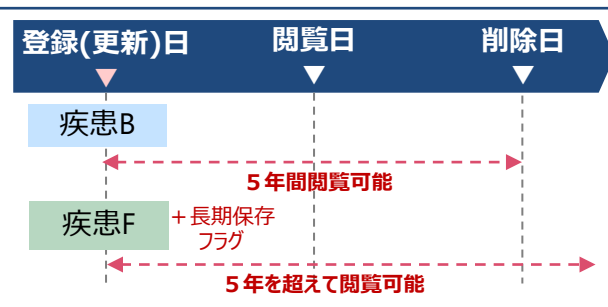 登録(更新)日 閲覧日 削除日
疾患B
５年間閲覧可能
疾患F
＋長期保存
フラグ
５年を超えて閲覧可能